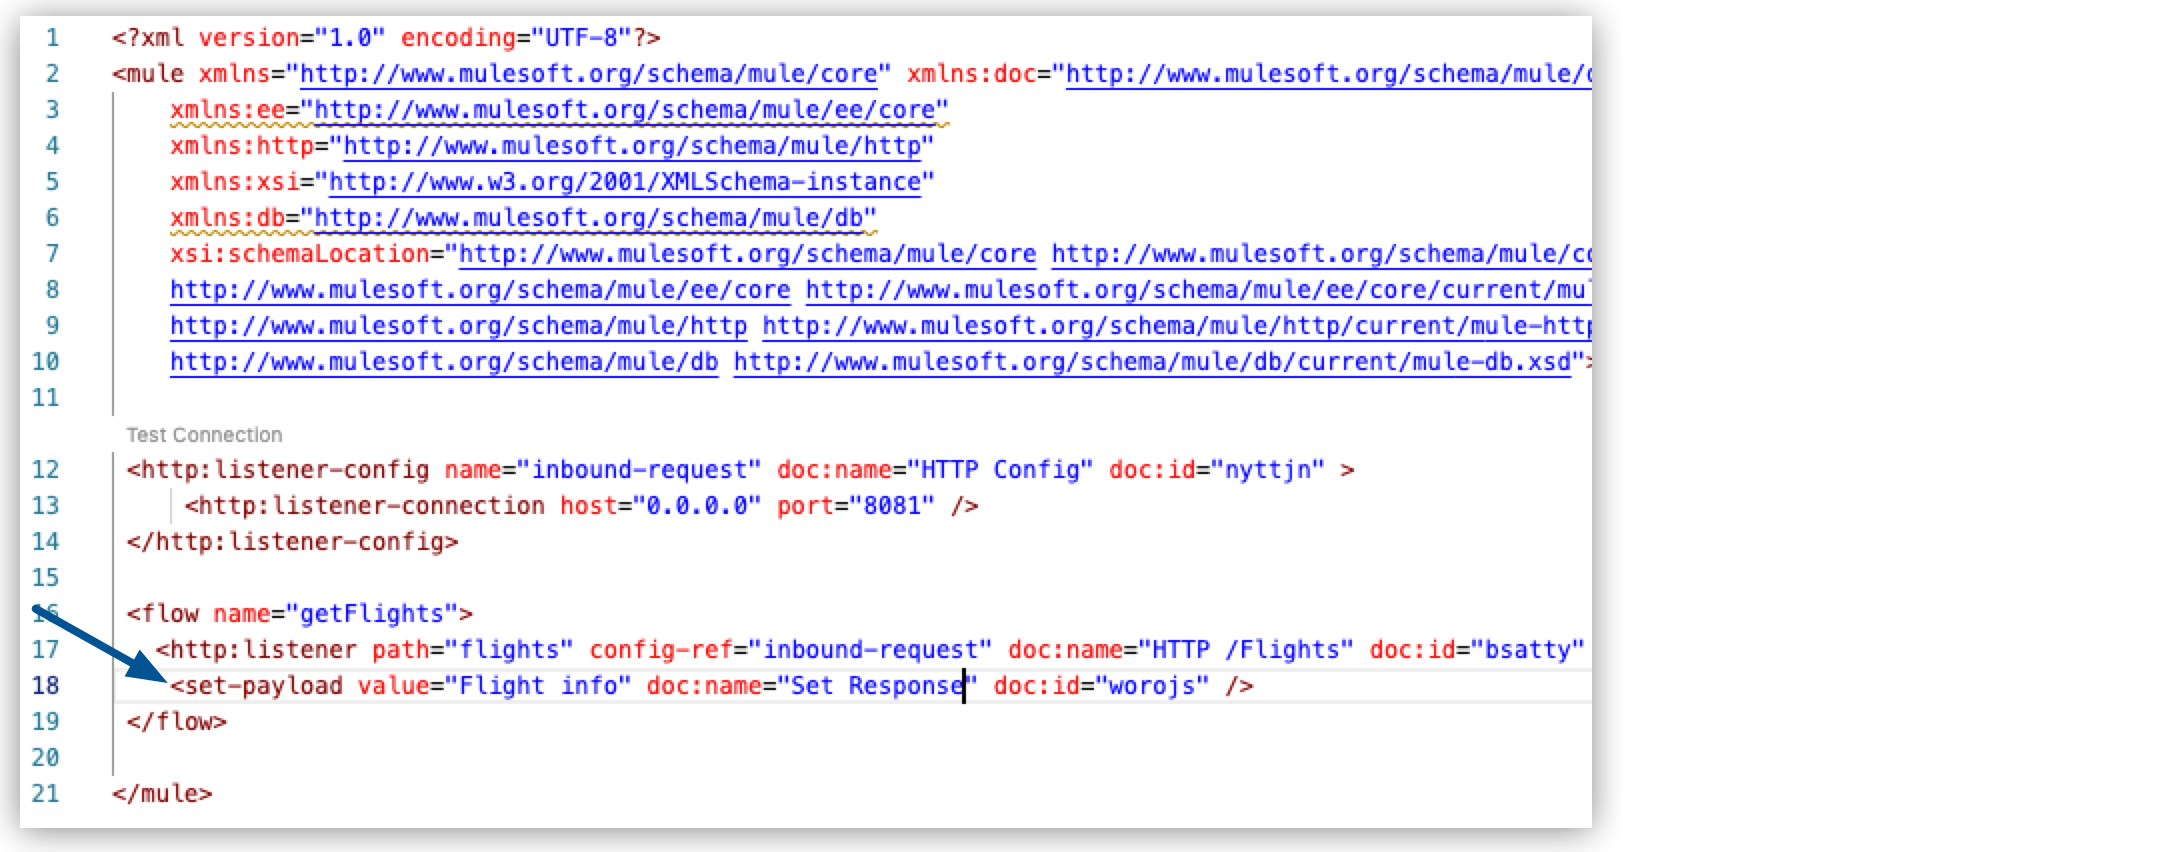 1 <?xml version="1.0" encoding="UTF-8"?>
2 <mule xmlns="http://www.mulesoft.org/schema/mule/core" xmlns:doc="http://www.mulesoft.org/schema/mule/
3 xmlns:ee="http://www.mulesoft.org/schema/mule/ee/core"
4 xmlns:http="http://www.mulesoft.org/schema/mule/http"
5 xmlns:xsi="http://www.w3.org/2001/XMLSchema-instance"
6 xmlns:db="http://www.mulesoft.org/schema/mule/db"
7 xsi:schemaLocation="http://www.mulesoft.org/schema/mule/core http://www.mulesoft.org/schema/mule/c
8 http://www.mulesoft.org/schema/mule/ee/core http://www.mulesoft.org/schema/mule/ee/core/current/mu
9 http://www.mulesoft.org/schema/mule/http http://www.mulesoft.org/schema/mule/http/current/mule-htt
10 http://www.mulesoft.org/schema/mule/db http://www.mulesoft.org/schema/mule/db/current/mule-db.xsd">
11
Test Connection
12 <http:listener-config name="inbound-request" doc:name="HTTP Config" doc:id="nyttjn" >
13 <http:listener-connection host="0.0.0.0" port="8081" />
14 </http:listener-config>
15
16 <flow name="getFlights">
17 <http:listener path="flights" config-ref="inbound-request" doc:name="HTTP /Flights" doc:id="bsatty"
18 <set-payload value="Flight info" doc:name="Set Response" doc:id="worojs" />
19 </flow>
20
21 </mule>